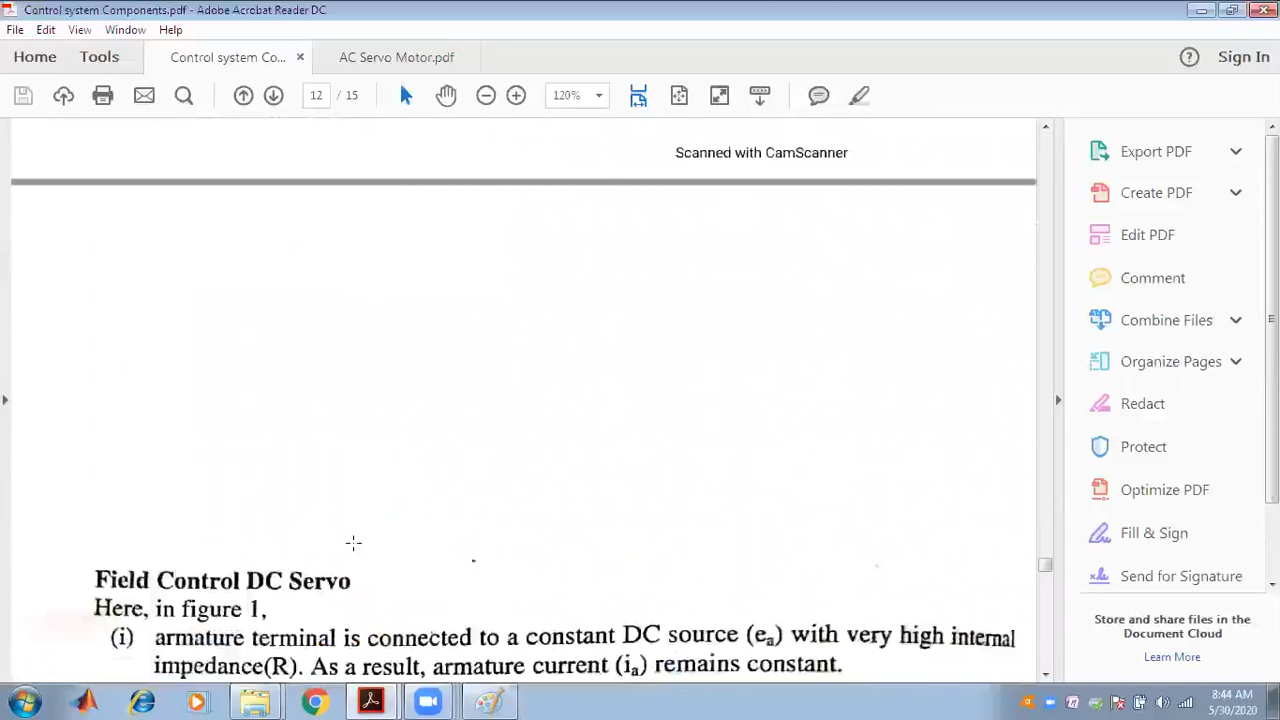 Control system Components.pdf - Adobe Acrobat Reader DC
File Edit View Window Help
Home Tools Control system Co... × AC Servo Motor.pdf Sign In
12 / 15 120%
Scanned with CamScanner
Field Control DC Servo
Here, in figure 1,
(i) armature terminal is connected to a constant DC source (ea) with very high internal
impedance(R). As a result, armature current (ia) remains constant.
Export PDF
Create PDF
Edit PDF
Comment
Combine Files
Organize Pages
Redact
Protect
Optimize PDF
Fill & Sign
Send for Signature
Store and share files in the
Document Cloud
Learn More
8:44 AM
5/30/2020